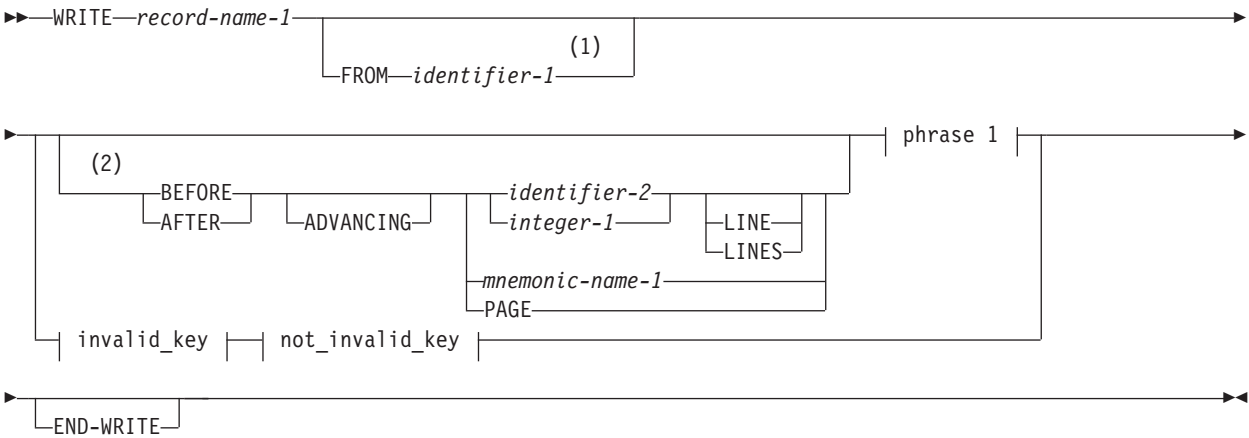 WRITE record-name-1
(1)
FROM identifier-1
phrase 1
(2)
BEFORE identifier-2
AFTER ADVANCING integer-1 LINE
LINES
mnemonic-name-1
PAGE
invalid_key not_invalid_key
END-WRITE